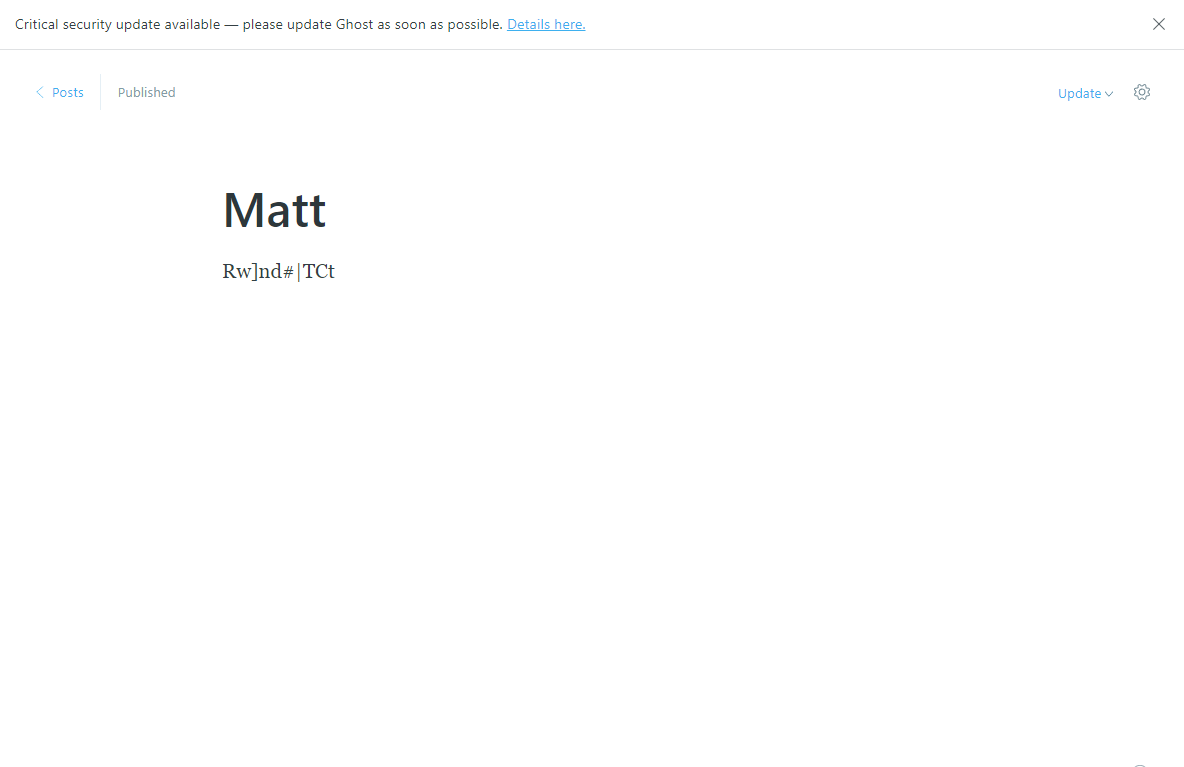 Critical security update available — please update Ghost as soon as possible. Details here.
Posts
Published
Update
Matt
Rw]nd#|TCt